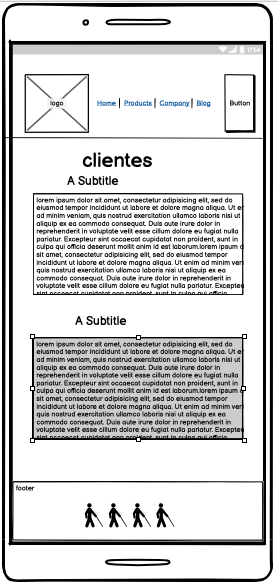 17:54
logo
Home | Products | Company | Blog
Button
clientes
A Subtitle
lorem ipsum dolor sit amet, consectetur adipisicing elit, sed do
eiusmod tempor incididunt ut labore et dolore magna aliqua. Ut er
ad minim veniam, quis nostrud exercitation ullamco laboris nisi ut
aliquip ex ea commodo consequat. Duis aute irure dolor in
reprehenderit in voluptate velit esse cillum dolore eu fugiat nulla
pariatur. Excepteur sint occaecat cupidatat non proident, sunt in
culpa qui officia deserunt mollit anim id est laborum.lorem ipsum d
sit amet, consectetur adipisicing elit, sed do eiusmod tempor
incididunt ut labore et dolore magna aliqua. Ut enim ad minim
veniam, quis nostrud exercitation ullamco laboris nisi ut aliquip ex ea
commodo consequat. Duis aute irure dolor in reprehenderit in
voluptate velit esse cillum dolore eu fugiat nulla pariatur. Excepteur
sint occaecat cupidatat non proident, sunt in culpa qui officia
A Subtitle
lorem ipsum dolor sit amet, consectetur adipisicing elit, sed do
eiusmod tempor incididunt ut labore et dolore magna aliqua. Ut er
ad minim veniam, quis nostrud exercitation ullamco laboris nisi ut
aliquip ex ea commodo consequat. Duis aute irure dolor in
reprehenderit in voluptate velit esse cillum dolore eu fugiat nulla
pariatur. Excepteur sint occaecat cupidatat non proident, sunt in
culpa qui officia deserunt mollit anim id est laborum.lorem ipsum d
sit amet, consectetur adipisicing elit, sed do eiusmod tempor
incididunt ut labore et dolore magna aliqua. Ut enim ad minim
veniam, quis nostrud exercitation ullamco laboris nisi ut aliquip ex ea
commodo consequat. Duis aute irure dolor in reprehenderit in
voluptate velit esse cillum dolore eu fugiat nulla pariatur. Excepteur
sint occaecat cupidatat non proident, sunt in culpa qui officia
footer